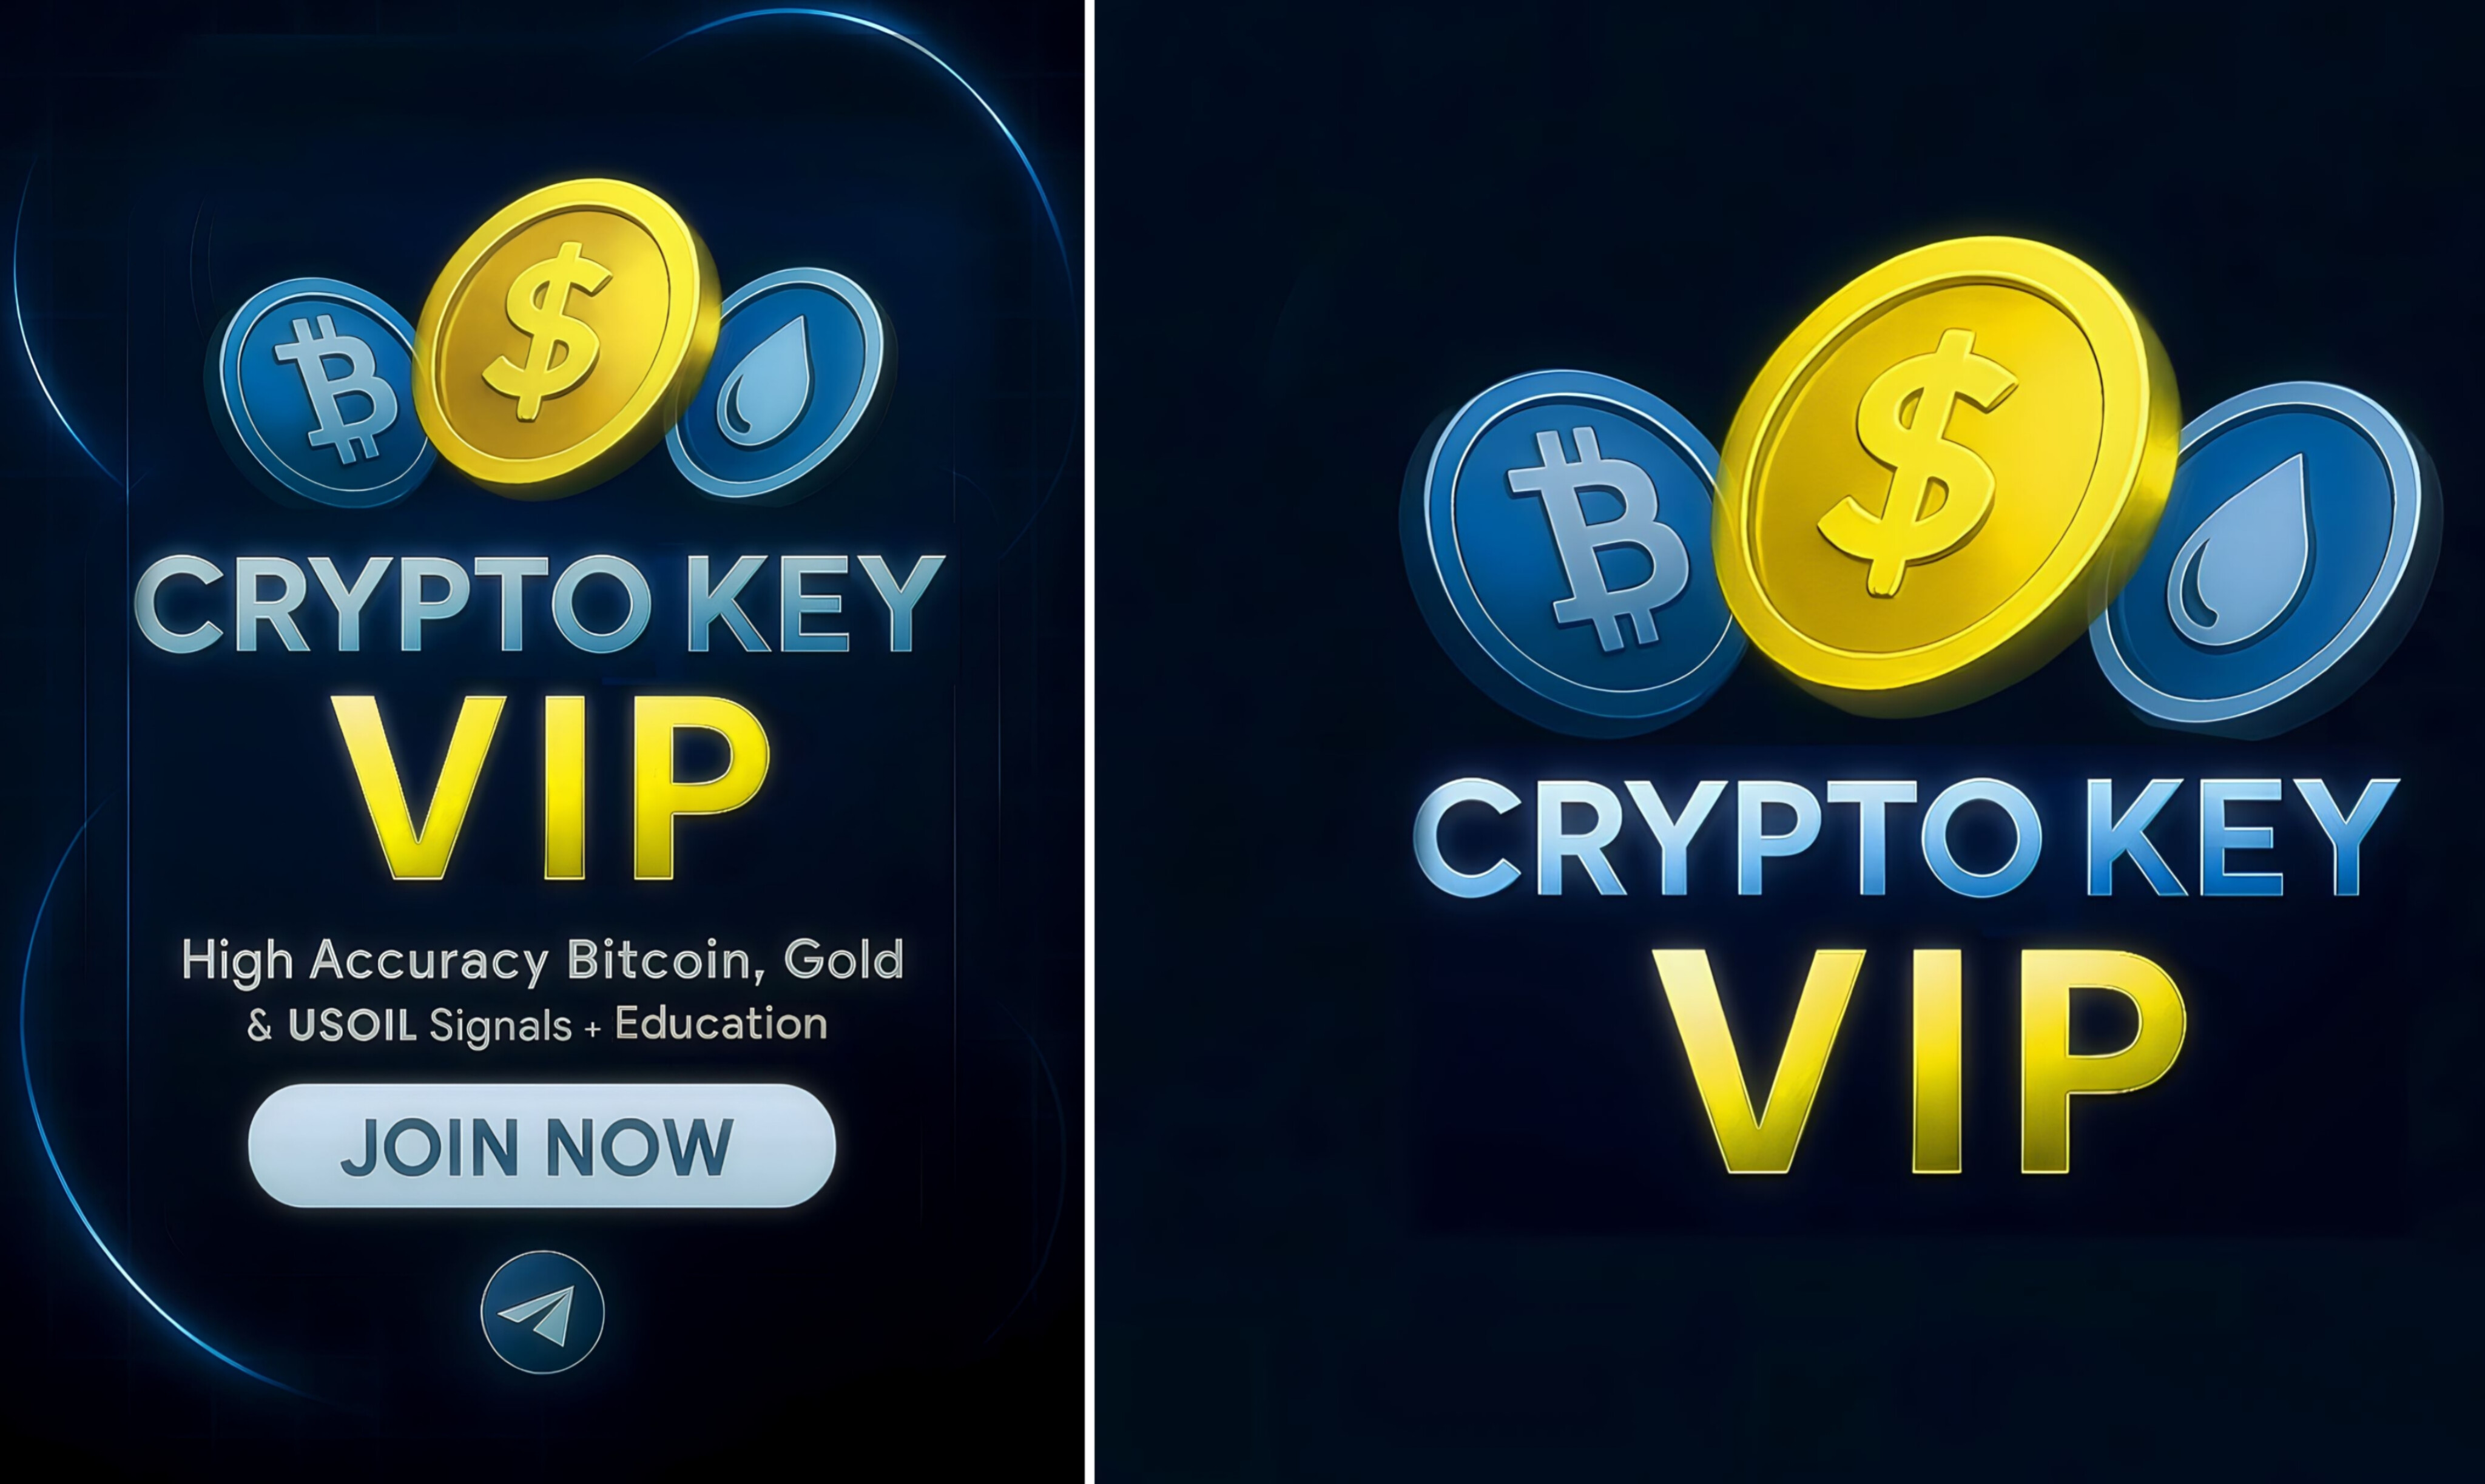 CRYPTO KEY
VIP
High Accuracy Bitcoin, Gold
& USOIL Signals + Education
JOIN NOW
CRYPTO KEY
VIP